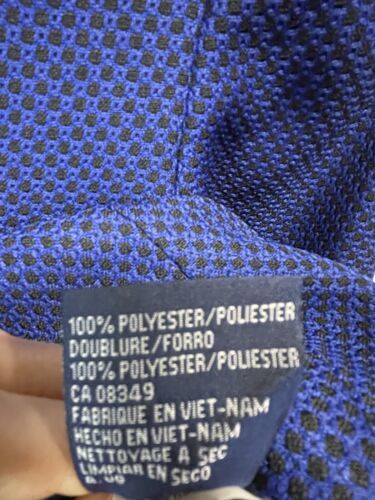 100% POLYESTER/POLIESTER
DOUBLURE/FORRO
100% POLYESTER/POLIESTER
CA 08349
FABRIQUE EN VIET-NAM
HECHO EN VIET-NAM
NETTOYAGE A SEC
LIMPIAR EN SECO